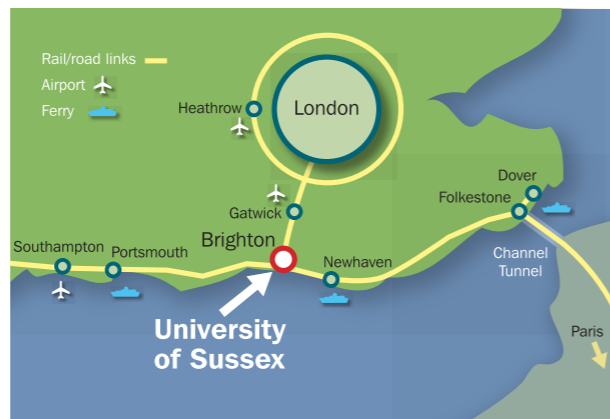 Rail/road links
Airport
Ferry
Heathrow
London
Gatwick
Dover
Folkestone
Brighton
Southampton
Portsmouth
Newhaven
Channel
Tunnel
University
of Sussex
Paris